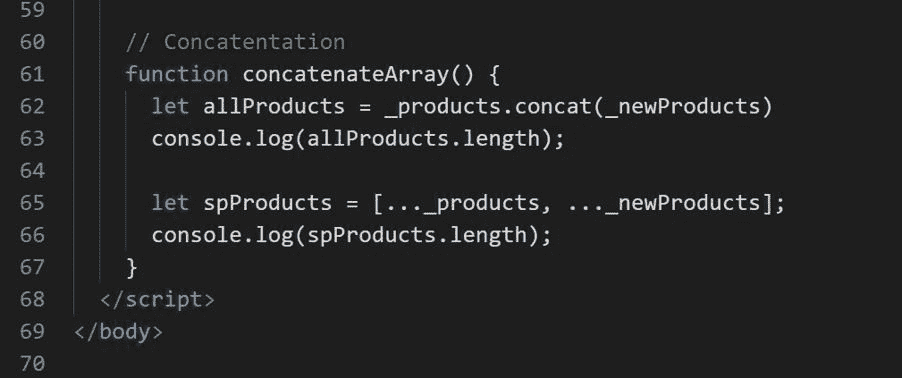 59
60 // Concatentation
61 function concatenateArray() {
62 let allProducts = _products.concat(_newProducts)
63 console.log(allProducts.length);
64
65 let spProducts = [..._products, ..._newProducts];
66 console.log(spProducts.length);
67 }
68 </script>
69 </body>
70